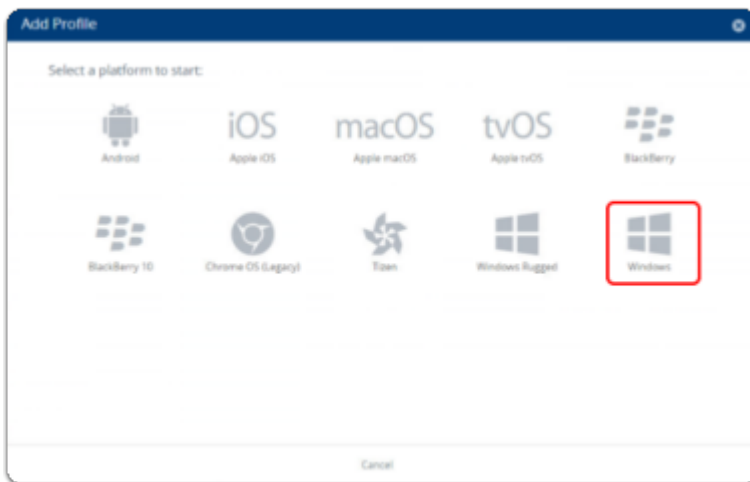 Add Profile
Select a platform to start:
iOS macOS tvOS
Android Apple iOS Apple macOS Apple tvOS BlackBerry
BlackBerry 10 Chrome OS (Legacy) Tizen Windows Rugged Windows
Cancel